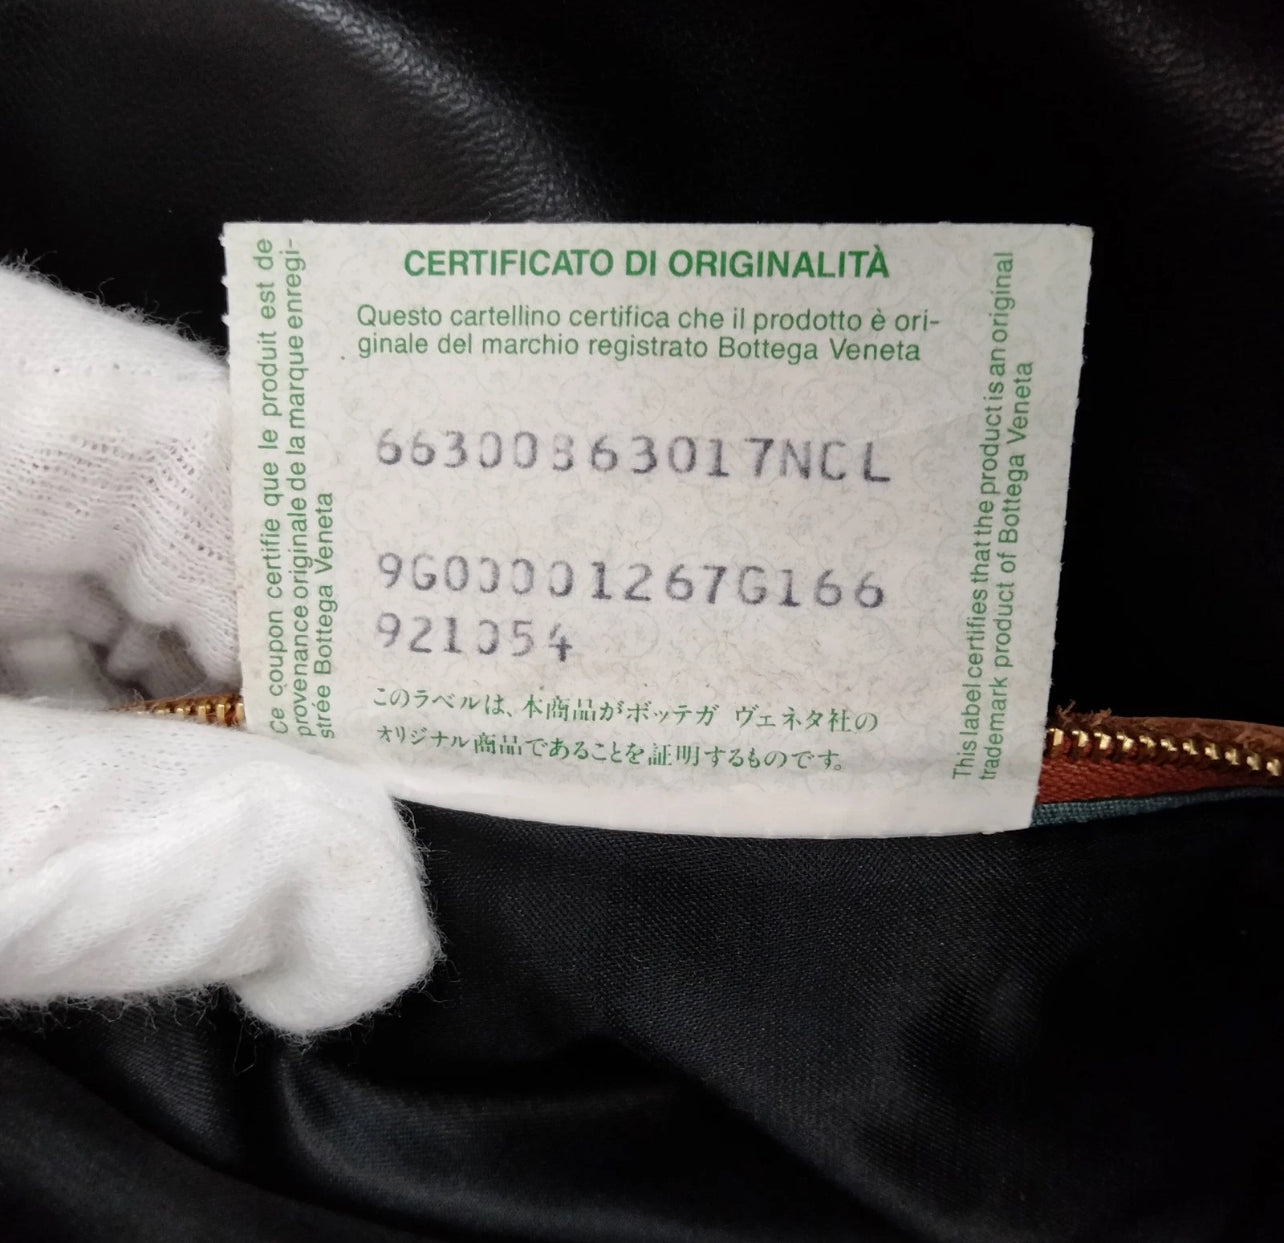 CERTIFICATO DI ORIGINALITÀ
Questo cartellino certifica che il prodotto è ori-
ginale del marchio registrato Bottega Veneta
66300863017NCL
9G00001267G166
921054
このラベルは、本商品がボッテガ ヴェネタ社の
オリジナル商品であることを証明するものです。
Ce coupon certifie que le produit est de
provenance originale de la marque enregi-
strée Bottega Veneta
This label certifies that the product is an original
trademark product of Bottega Veneta